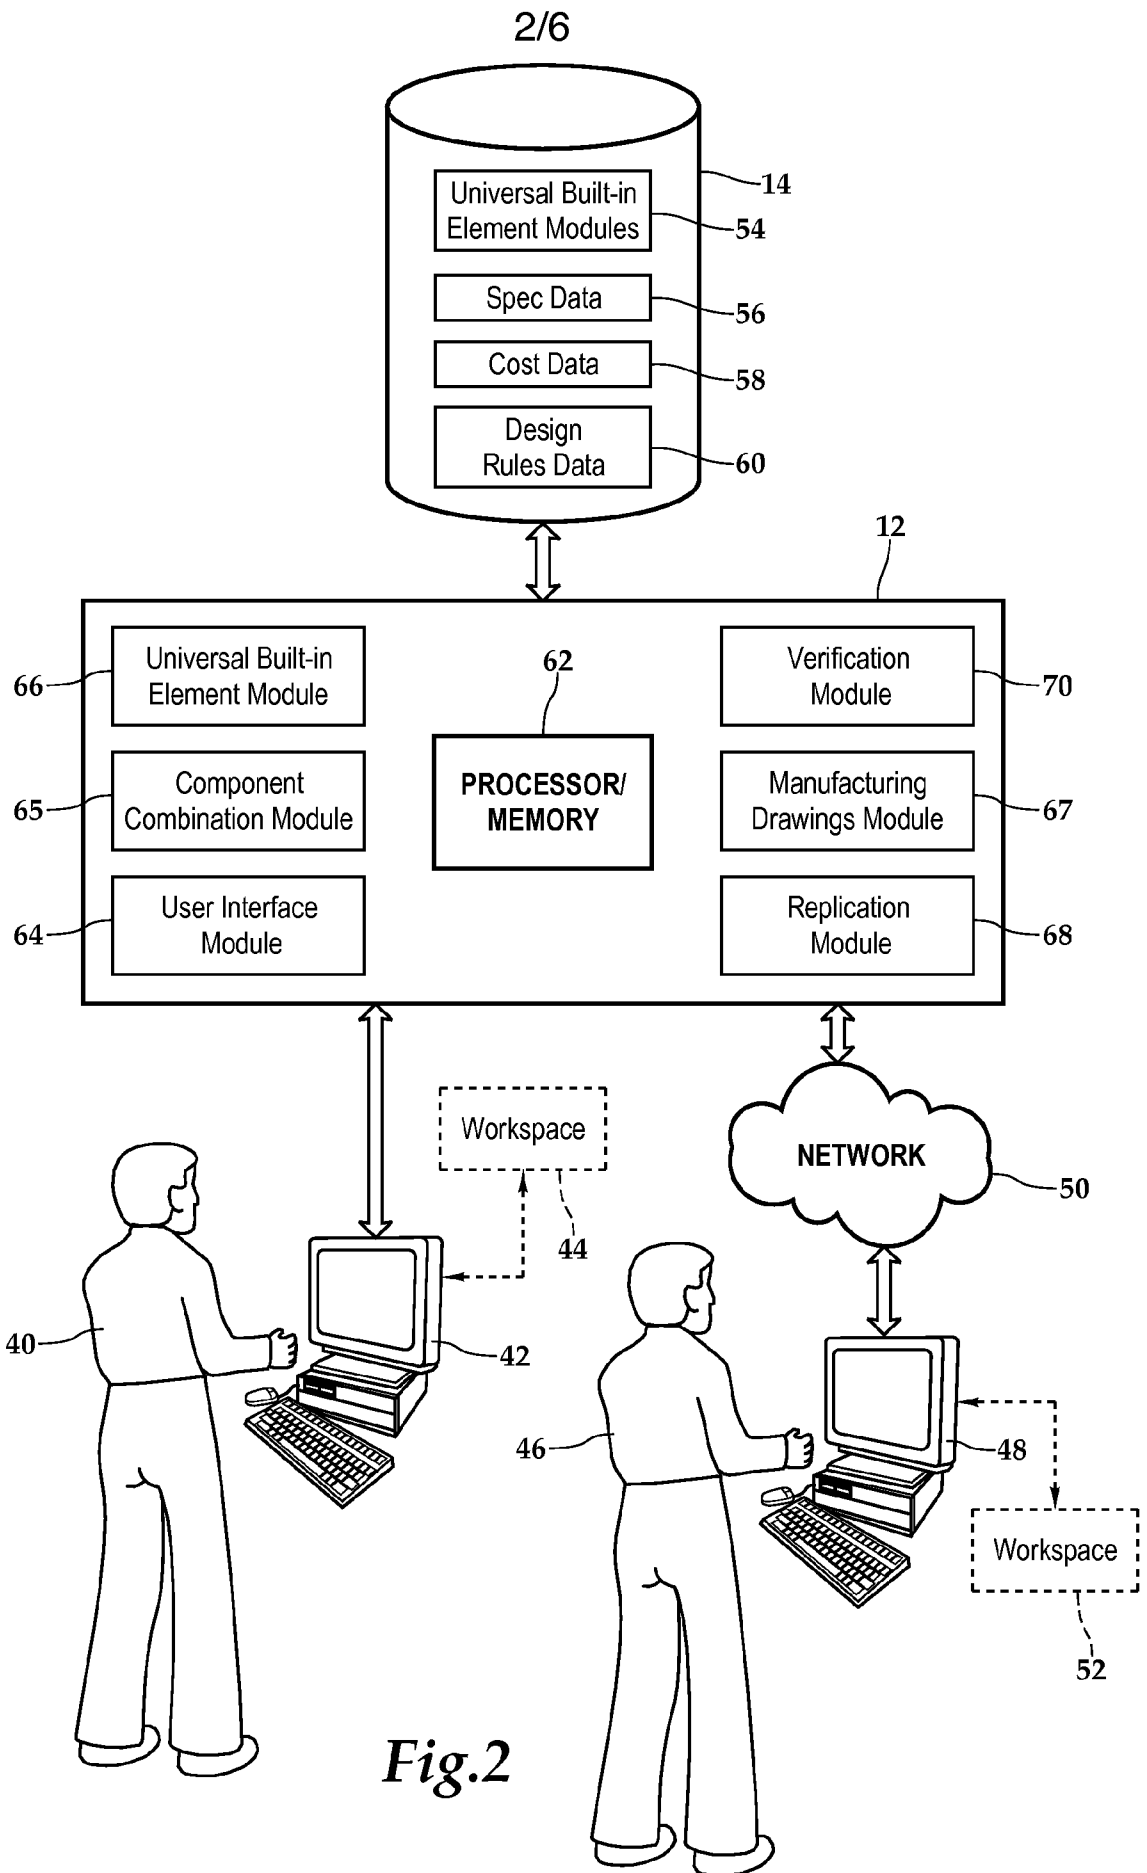 2/6
Universal Built-in
Element Modules
14
54
Spec Data
56
Cost Data
58
Design
Rules Data
60
12
Universal Built-in
Element Module
66
62
Verification
Module
70
PROCESSOR/
MEMORY
Component
Combination Module
65
Manufacturing
Drawings Module
67
User Interface
Module
64
Replication
Module
68
Workspace
44
NETWORK
50
40
42
46
48
Workspace
52
Fig.2